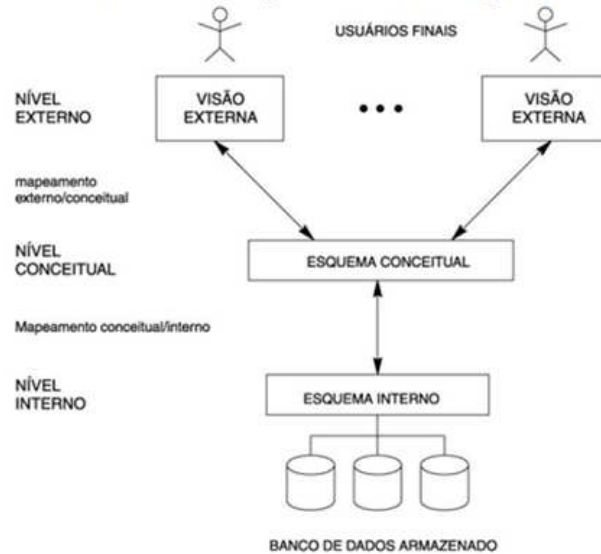 USUÁRIOS FINAIS
NÍVEL
EXTERNO
VISÃO
EXTERNA
VISÃO
EXTERNA
mapeamento
externo/conceitual
NÍVEL
CONCEITUAL
ESQUEMA CONCEITUAL
Mapeamento conceitual/interno
NÍVEL
INTERNO
ESQUEMA INTERNO
BANCO DE DADOS ARMAZENADO